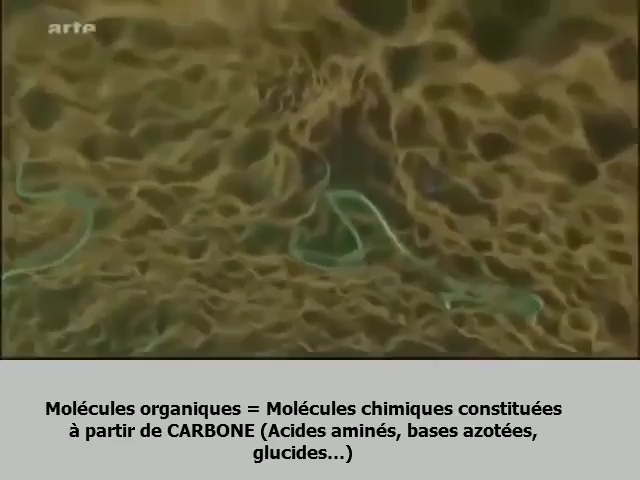 arte
Molécules organiques = Molécules chimiques constituées
à partir de CARBONE (Acides aminés, bases azotées,
glucides...)